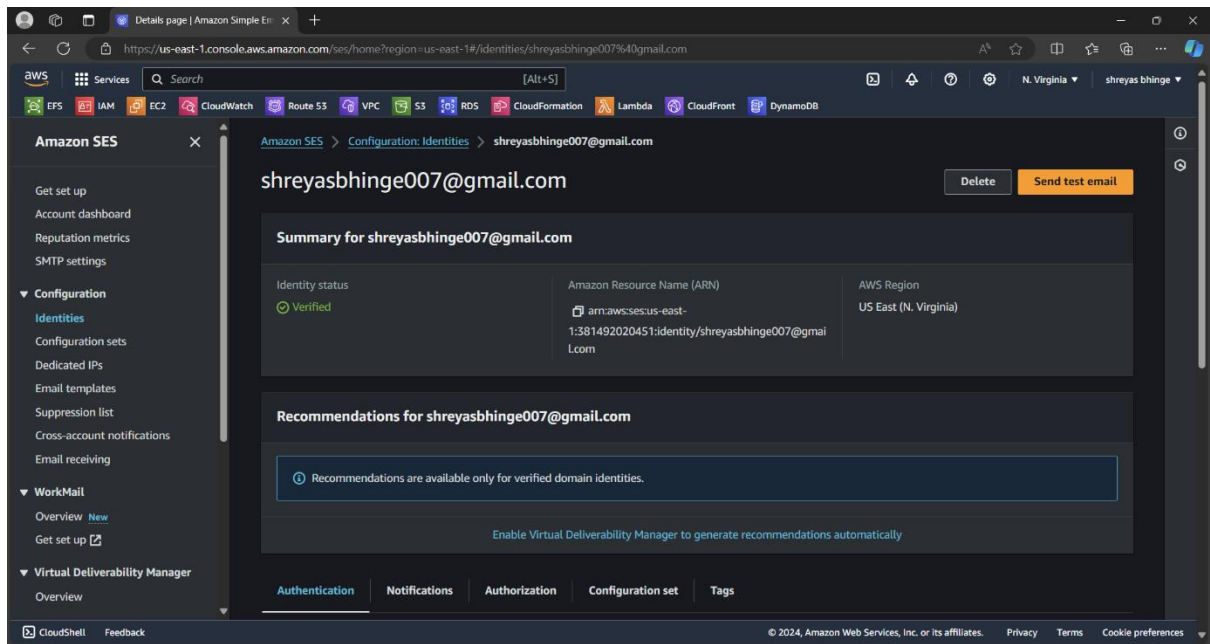 Details page | Amazon Simple Em
https://us-east-1.console.aws.amazon.com/ses/home?region=us-east-1#/identities/shreyasbhinge007%40gmail.com
aws Services Search [Alt+S] N. Virginia ▼ shreyas bhinge ▼
EFS IAM EC2 CloudWatch Route 53 VPC S3 RDS CloudFormation Lambda CloudFront DynamoDB
Amazon SES
Get set up
Account dashboard
Reputation metrics
SMTP settings
Configuration
Identities
Configuration sets
Dedicated IPs
Email templates
Suppression list
Cross-account notifications
Email receiving
WorkMail
Overview New
Get set up
Virtual Deliverability Manager
Overview
Amazon SES > Configuration: Identities > shreyasbhinge007@gmail.com
shreyasbhinge007@gmail.com
Delete Send test email
Summary for shreyasbhinge007@gmail.com
Identity status
Verified
Amazon Resource Name (ARN)
arn:aws:ses:us-east-
1:381492020451:identity/shreyasbhinge007@gmai
l.com
AWS Region
US East (N. Virginia)
Recommendations for shreyasbhinge007@gmail.com
Recommendations are available only for verified domain identities.
Enable Virtual Deliverability Manager to generate recommendations automatically
Authentication Notifications Authorization Configuration set Tags
CloudShell Feedback © 2024, Amazon Web Services, Inc. or its affiliates. Privacy Terms Cookie preferences